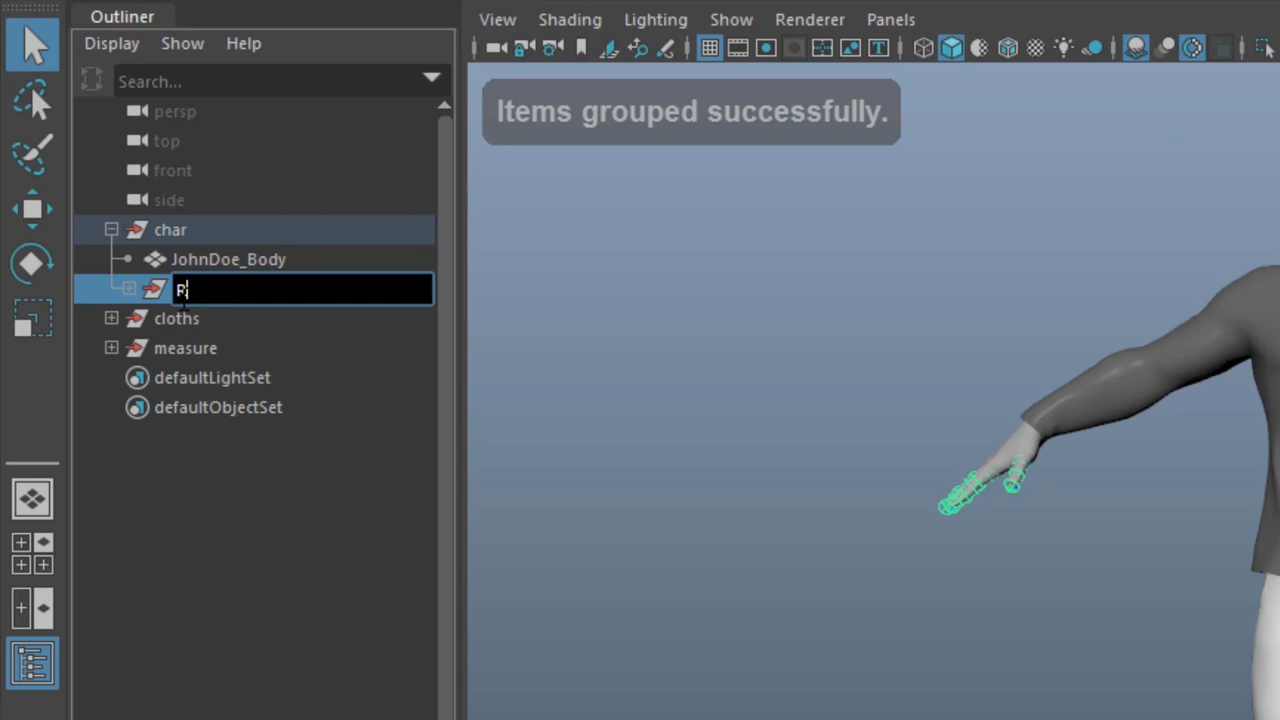 Outliner
Display Show Help
Search...
persp
top
front
side
char
JohnDoe_Body
R
cloths
measure
defaultLightSet
defaultObjectSet
View Shading Lighting Show Renderer Panels
Items grouped successfully.